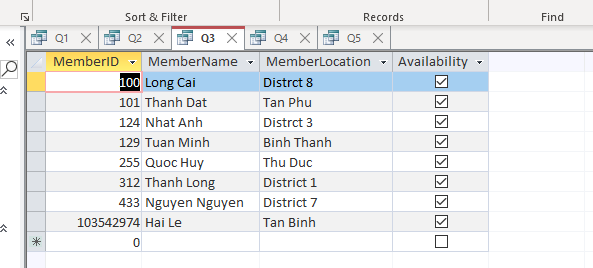 Sort & Filter Records Find
Q1 Q2 Q3 Q4 Q5
MemberID MemberName MemberLocation Availability
100 Long Cai Distrct 8
101 Thanh Dat Tan Phu
124 Nhat Anh Distrct 3
129 Tuan Minh Binh Thanh
255 Quoc Huy Thu Duc
312 Thanh Long District 1
433 Nguyen Nguyen District 7
103542974 Hai Le Tan Binh
0